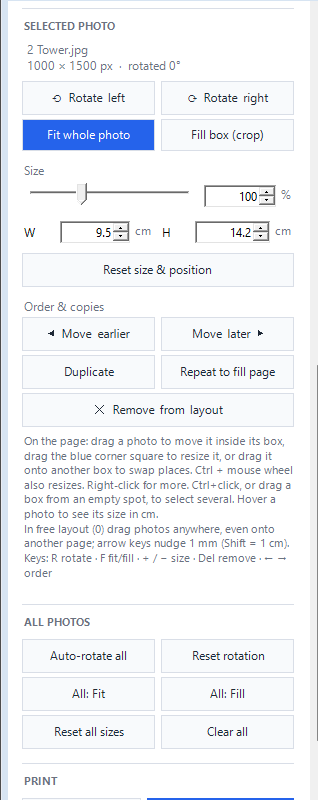 SELECTED PHOTO
2 Tower.jpg
1000 × 1500 px · rotated 0°
Rotate left
Rotate right
Fit whole photo
Fill box (crop)
Size
100 %
W 9.5 cm H 14.2 cm
Reset size & position
Order & copies
Move earlier
Move later
Duplicate
Repeat to fill page
Remove from layout
On the page: drag a photo to move it inside its box,
drag the blue corner square to resize it, or drag it
onto another box to swap places. Ctrl + mouse wheel
also resizes. Right-click for more. Ctrl+click, or drag a
box from an empty spot, to select several. Hover a
photo to see its size in cm.
In free layout (0) drag photos anywhere, even onto
another page; arrow keys nudge 1 mm (Shift = 1 cm).
Keys: R rotate · F fit/fill · + / − size · Del remove · ← →
order
ALL PHOTOS
Auto-rotate all
Reset rotation
All: Fit
All: Fill
Reset all sizes
Clear all
PRINT